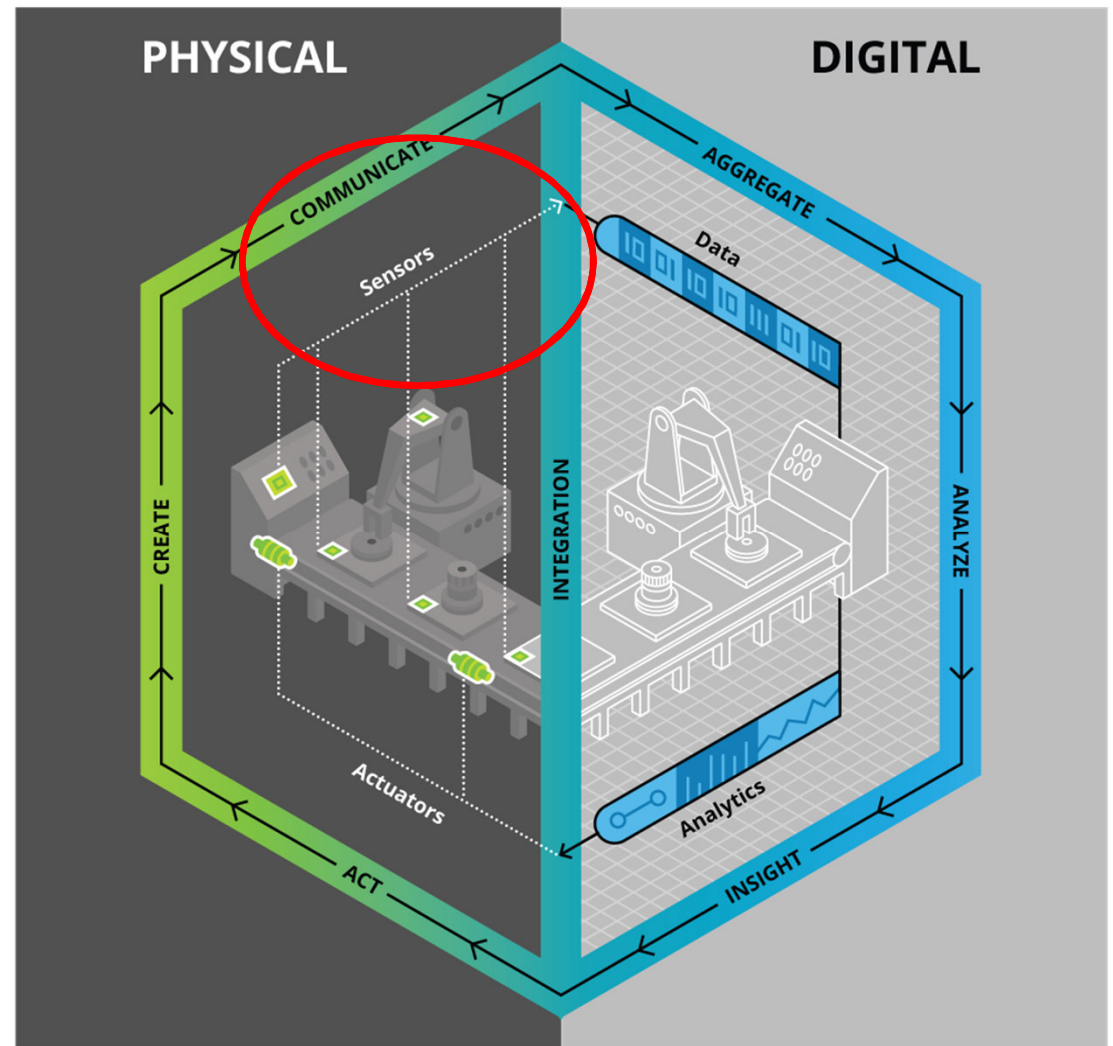 PHYSICAL
DIGITAL
COMMUNICATE
AGGREGATE
Sensors
Data
10 01 10 10 111 01 10
CREATE
INTEGRATION
ANALYZE
Actuators
Analytics
ACT
INSIGHT